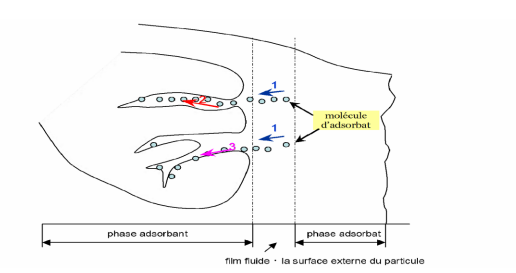 1
2
molécule
d'adsorbat
1
3
phase adsorbant
phase adsorbat
film fluide · la surface externe du particule